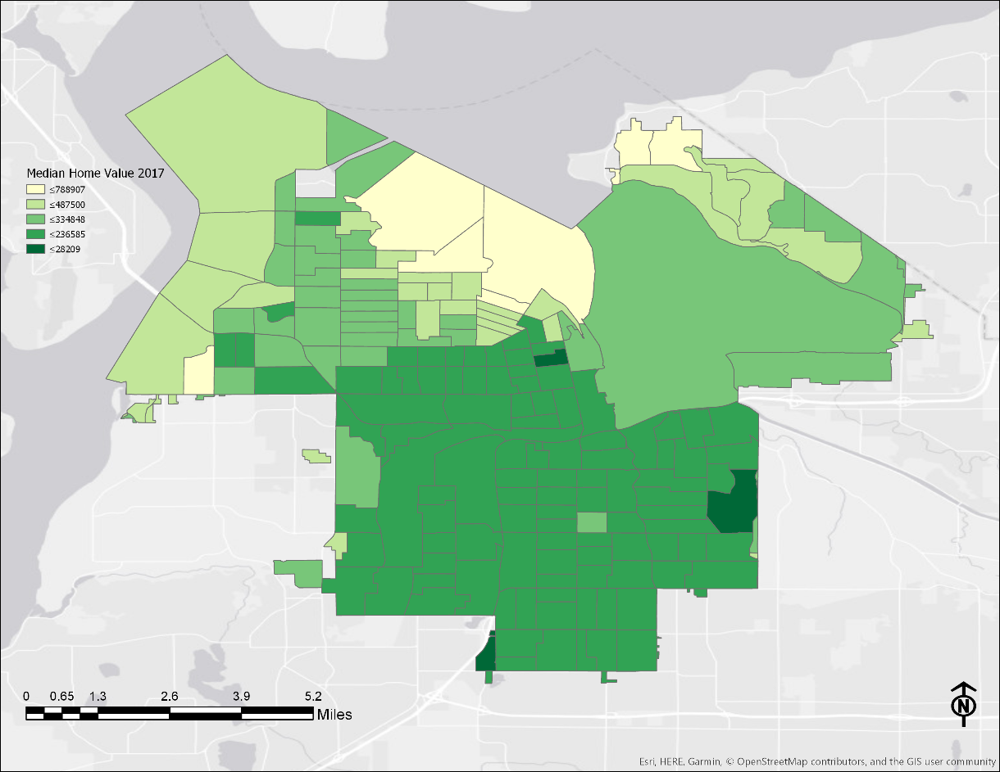 Median Home Value 2017
≤788907
≤487500
≤334848
≤236585
≤28209
0 0.65 1.3 2.6 3.9 5.2
Miles
N
Esri, HERE, Garmin, © OpenStreetMap contributors, and the GIS user community